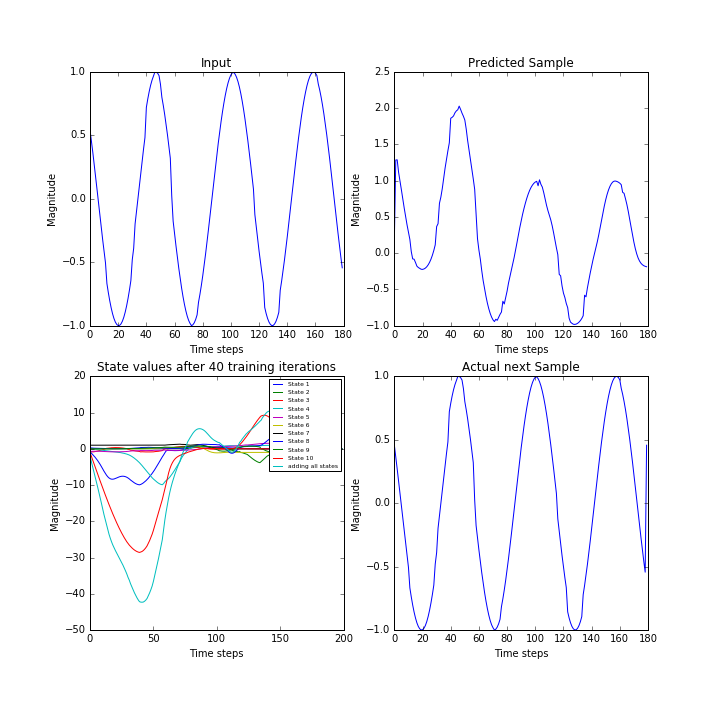 Input
Magnitude
1.0
0.5
0.0
−0.5
−1.0
0 20 40 60 80 100 120 140 160 180
Time steps
Predicted Sample
Magnitude
2.5
2.0
1.5
1.0
0.5
0.0
−0.5
−1.0
0 20 40 60 80 100 120 140 160 180
Time steps
State values after 40 training iterations
Magnitude
20
10
0
−10
−20
−30
−40
−50
0 50 100 150 200
Time steps
State 1
State 2
State 3
State 4
State 5
State 6
State 7
State 8
State 9
State 10
adding all states
Actual next Sample
Magnitude
1.0
0.5
0.0
−0.5
−1.0
0 20 40 60 80 100 120 140 160 180
Time steps